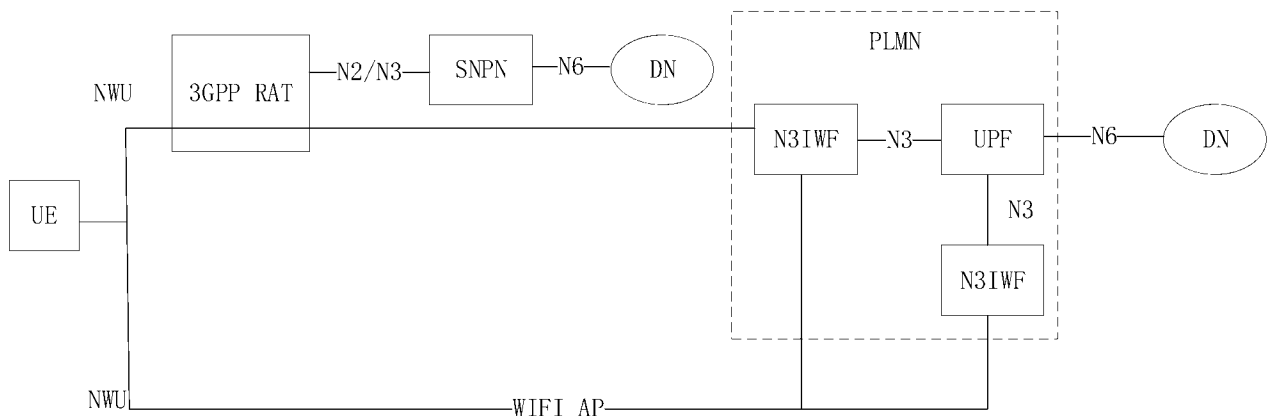 PLMN
NWU
3GPP RAT
N2/N3
SNPN
N6
DN
N3IWF
N3
UPF
N6
DN
UE
N3
N3IWF
NWU
WIFI AP